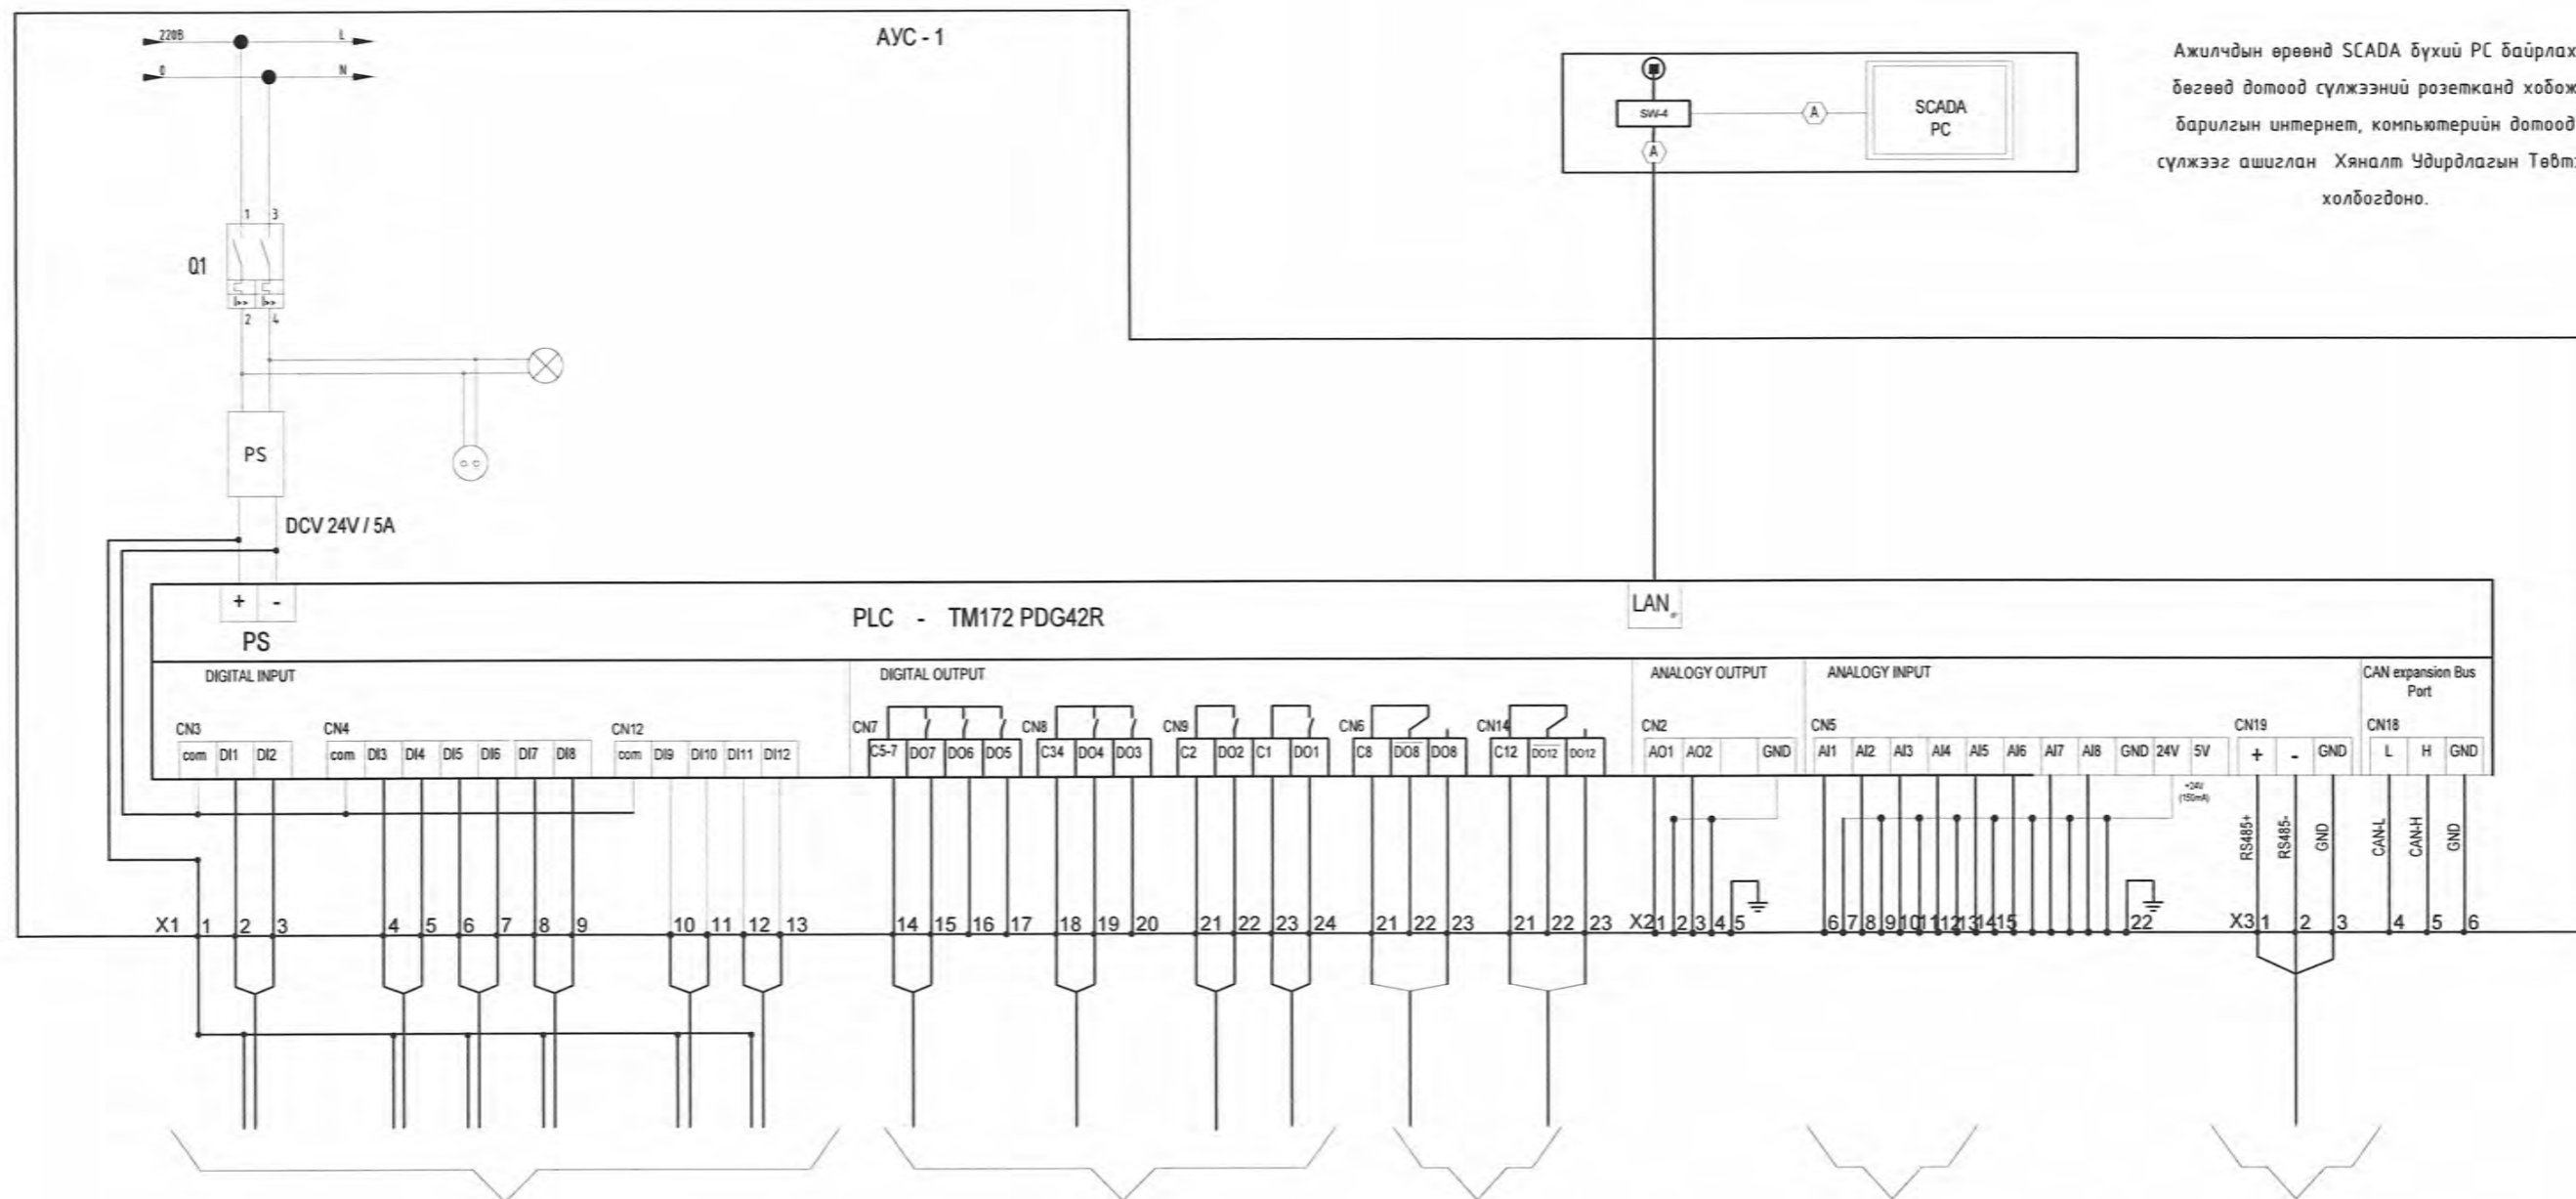 АУС - 1
220В L
0 N
1 3
Q1
I>> I>>
2 4
PS
DCV 24V / 5A
SW-4
A
A
SCADA
PC
Ажилчдын өрөөнд SCADA бүхий PC байрлах
бөгөөд дотоод сүлжээний розетканд ховож
барилгын интернет, компьютерийн дотоод
сүлжээг ашиглан Хяналт Удирдлагын
холбогдоно.
+ -
PS
PLC - TM172 PDG42R
LAN
DIGITAL INPUT
DIGITAL OUTPUT
ANALOGY OUTPUT
ANALOGY INPUT
CAN expansion Bus
Port
CN3 CN4 CN12 CN7 CN8 CN9 CN6 CN14 CN2 CN5 CN19 CN18
com DI1 DI2 com DI3 DI4 DI5 DI6 DI7 DI8 com DI9 DI10 DI11 DI12 C5-7 DO7 DO6 DO5 C34 DO4 DO3 C2 DO2 C1 DO1 C8 DO8 DO8 C12 DO12 DO12 AO1 AO2 GND AI1 AI2 AI3 AI4 AI5 AI6 AI7 AI8 GND 24V 5V + - GND L H GND
+24V
(150mA)
RS485+ RS485- GND CAN-L CAN-H GND
X1 1 2 3 4 5 6 7 8 9 10 11 12 13 14 15 16 17 18 19 20 21 22 23 24 21 22 23 21 22 23 X2 1 2 3 4 5 6 7 8 9 10 11 12 13 14 15 22 X3 1 2 3 4 5 6